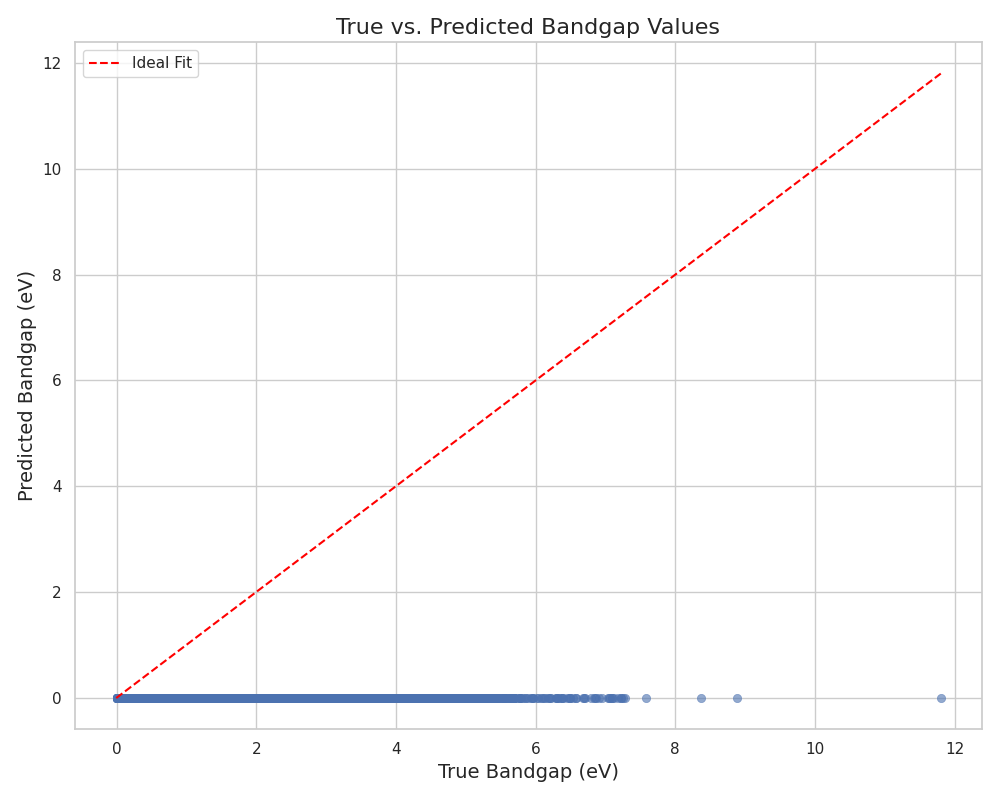 True vs. Predicted Bandgap Values
Ideal Fit
12
10
8
6
4
2
0
Predicted Bandgap (eV)
0 2 4 6 8 10 12
True Bandgap (eV)